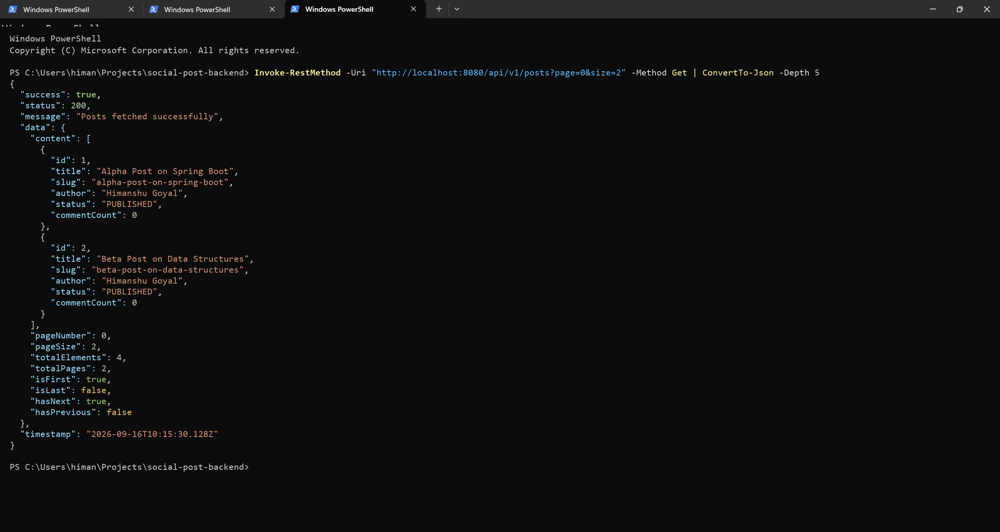 Windows PowerShell
Windows PowerShell
Windows PowerShell
Windows PowerShell
Windows PowerShell
Copyright (C) Microsoft Corporation. All rights reserved.
PS C:\Users\himan\Projects\social-post-backend> Invoke-RestMethod -Uri "http://localhost:8080/api/v1/posts?page=0&size=2" -Method Get | ConvertTo-Json -Depth 5
{
  "success": true,
  "status": 200,
  "message": "Posts fetched successfully",
  "data": {
    "content": [
      {
        "id": 1,
        "title": "Alpha Post on Spring Boot",
        "slug": "alpha-post-on-spring-boot",
        "author": "Himanshu Goyal",
        "status": "PUBLISHED",
        "commentCount": 0
      },
      {
        "id": 2,
        "title": "Beta Post on Data Structures",
        "slug": "beta-post-on-data-structures",
        "author": "Himanshu Goyal",
        "status": "PUBLISHED",
        "commentCount": 0
      }
    ],
    "pageNumber": 0,
    "pageSize": 2,
    "totalElements": 4,
    "totalPages": 2,
    "isFirst": true,
    "isLast": false,
    "hasNext": true,
    "hasPrevious": false
  },
  "timestamp": "2026-09-16T10:15:30.128Z"
}
PS C:\Users\himan\Projects\social-post-backend>